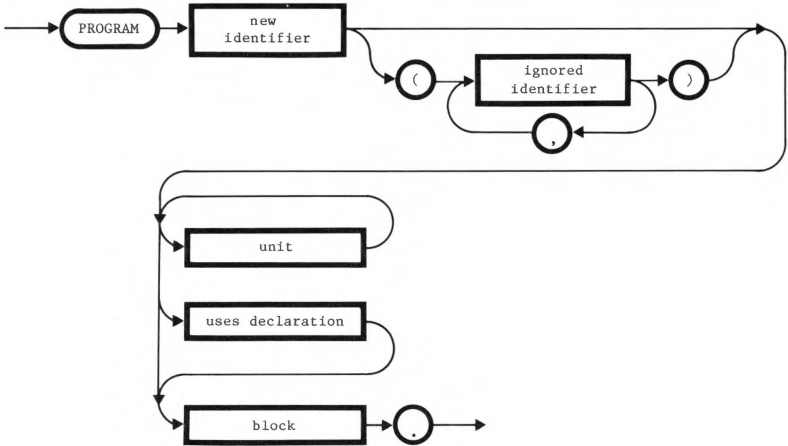 PROGRAM
new
identifier
(
ignored
identifier
)
,
unit
uses declaration
block
.